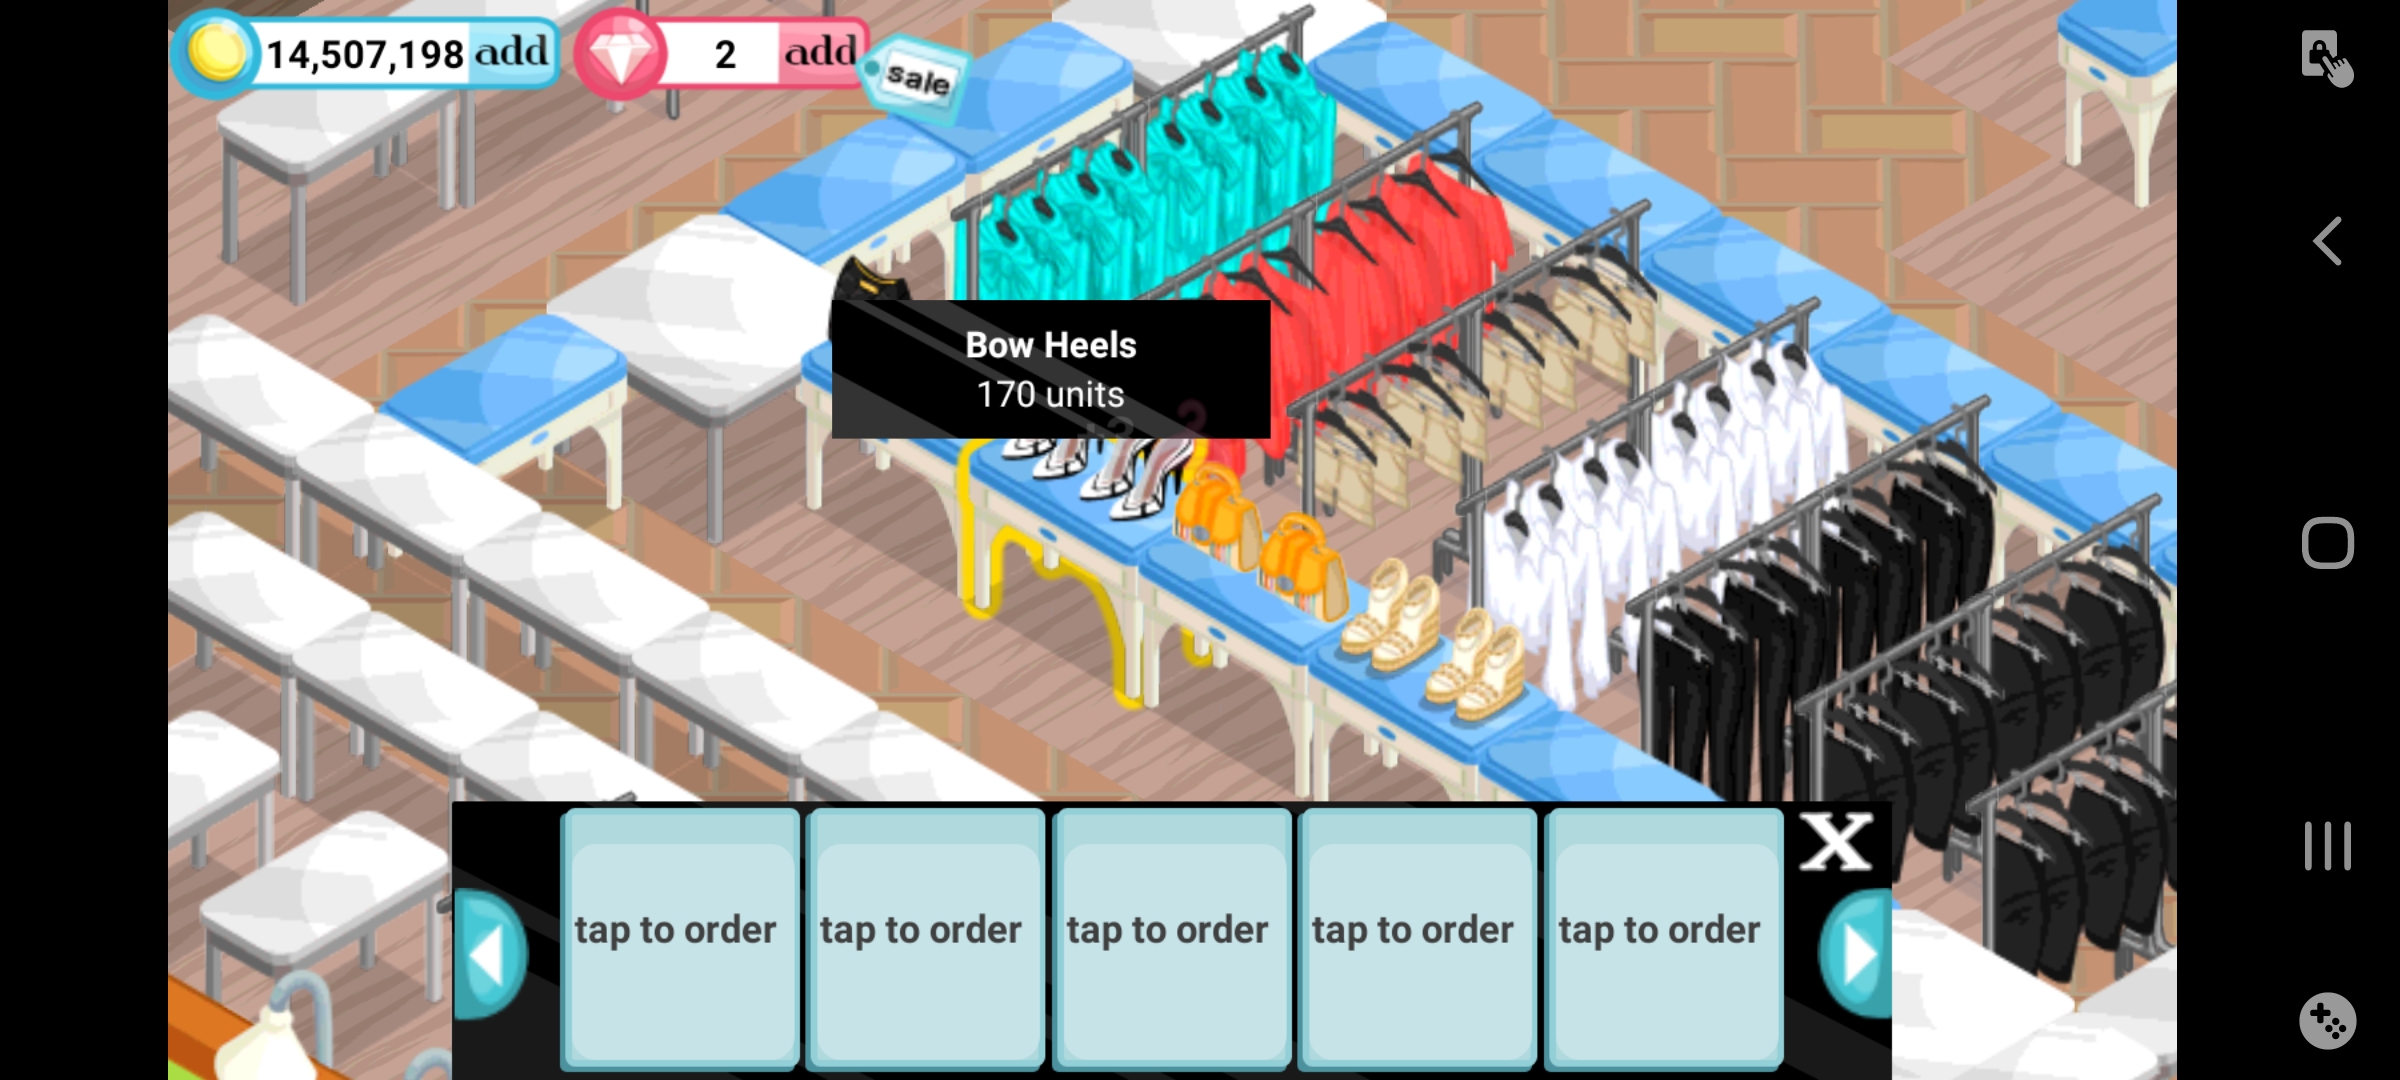 14,507,198 add
2 add
sale
Bow Heels
170 units
tap to order
tap to order
tap to order
tap to order
tap to order
X